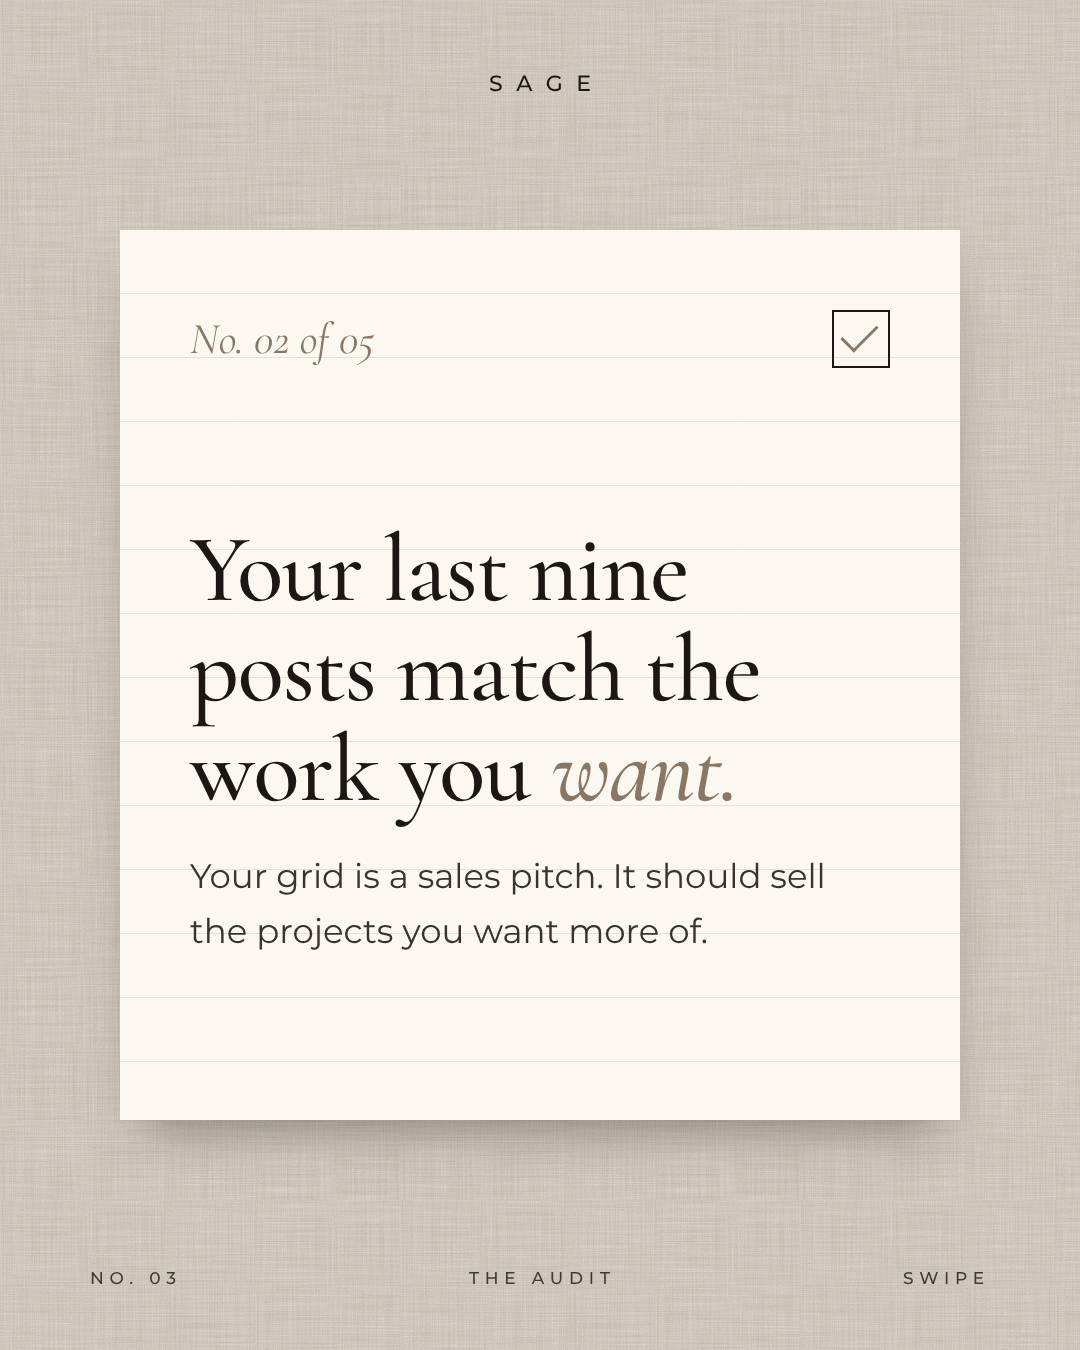 SAGE
No. 02 of 05
Your last nine
posts match the
work you want.
Your grid is a sales pitch. It should sell
the projects you want more of.
NO. 03
THE AUDIT
SWIPE